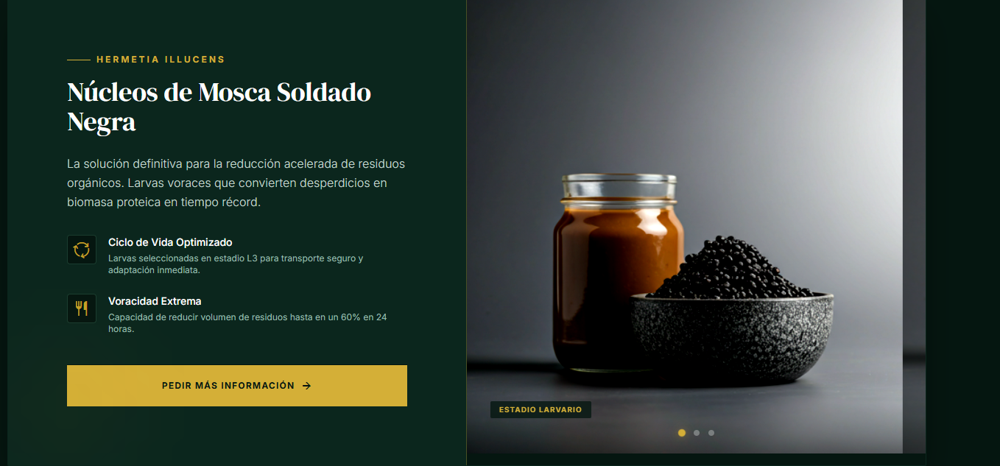 HERMETIA ILLUCENS
Núcleos de Mosca Soldado
Negra
La solución definitiva para la reducción acelerada de residuos
orgánicos. Larvas voraces que convierten desperdicios en
biomasa proteica en tiempo récord.
Ciclo de Vida Optimizado
Larvas seleccionadas en estadio L3 para transporte seguro y
adaptación inmediata.
Voracidad Extrema
Capacidad de reducir volumen de residuos hasta en un 60% en 24
horas.
PEDIR MÁS INFORMACIÓN →
ESTADIO LARVARIO